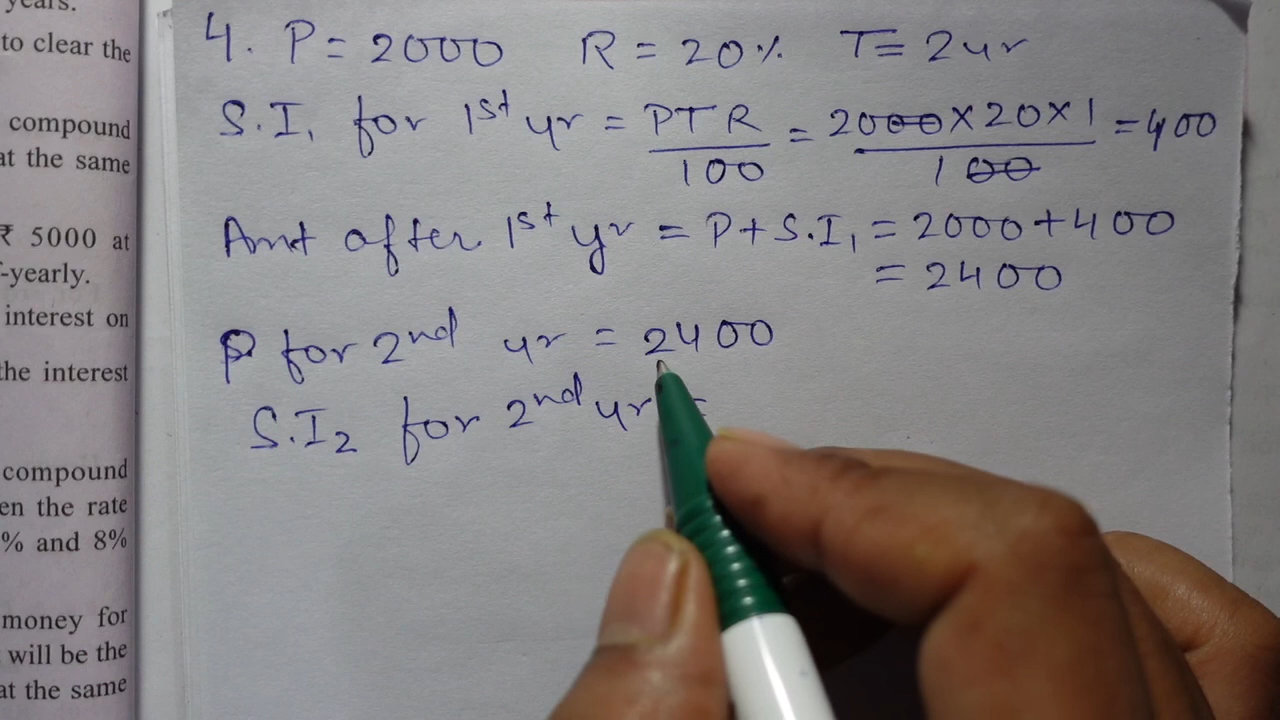 years.
to clear the
compound
at the same
₹ 5000 at
-yearly.
interest on
the interest
compound
en the rate
% and 8%
money for
will be the
at the same
4. P = 2000 R = 20% T = 2yr
S.I₁ for 1st yr = PTR/100 = 2000×20×1/100 = 400
Amt after 1st yr = P + S.I₁ = 2000 + 400
= 2400
P for 2nd yr = 2400
S.I₂ for 2nd yr =